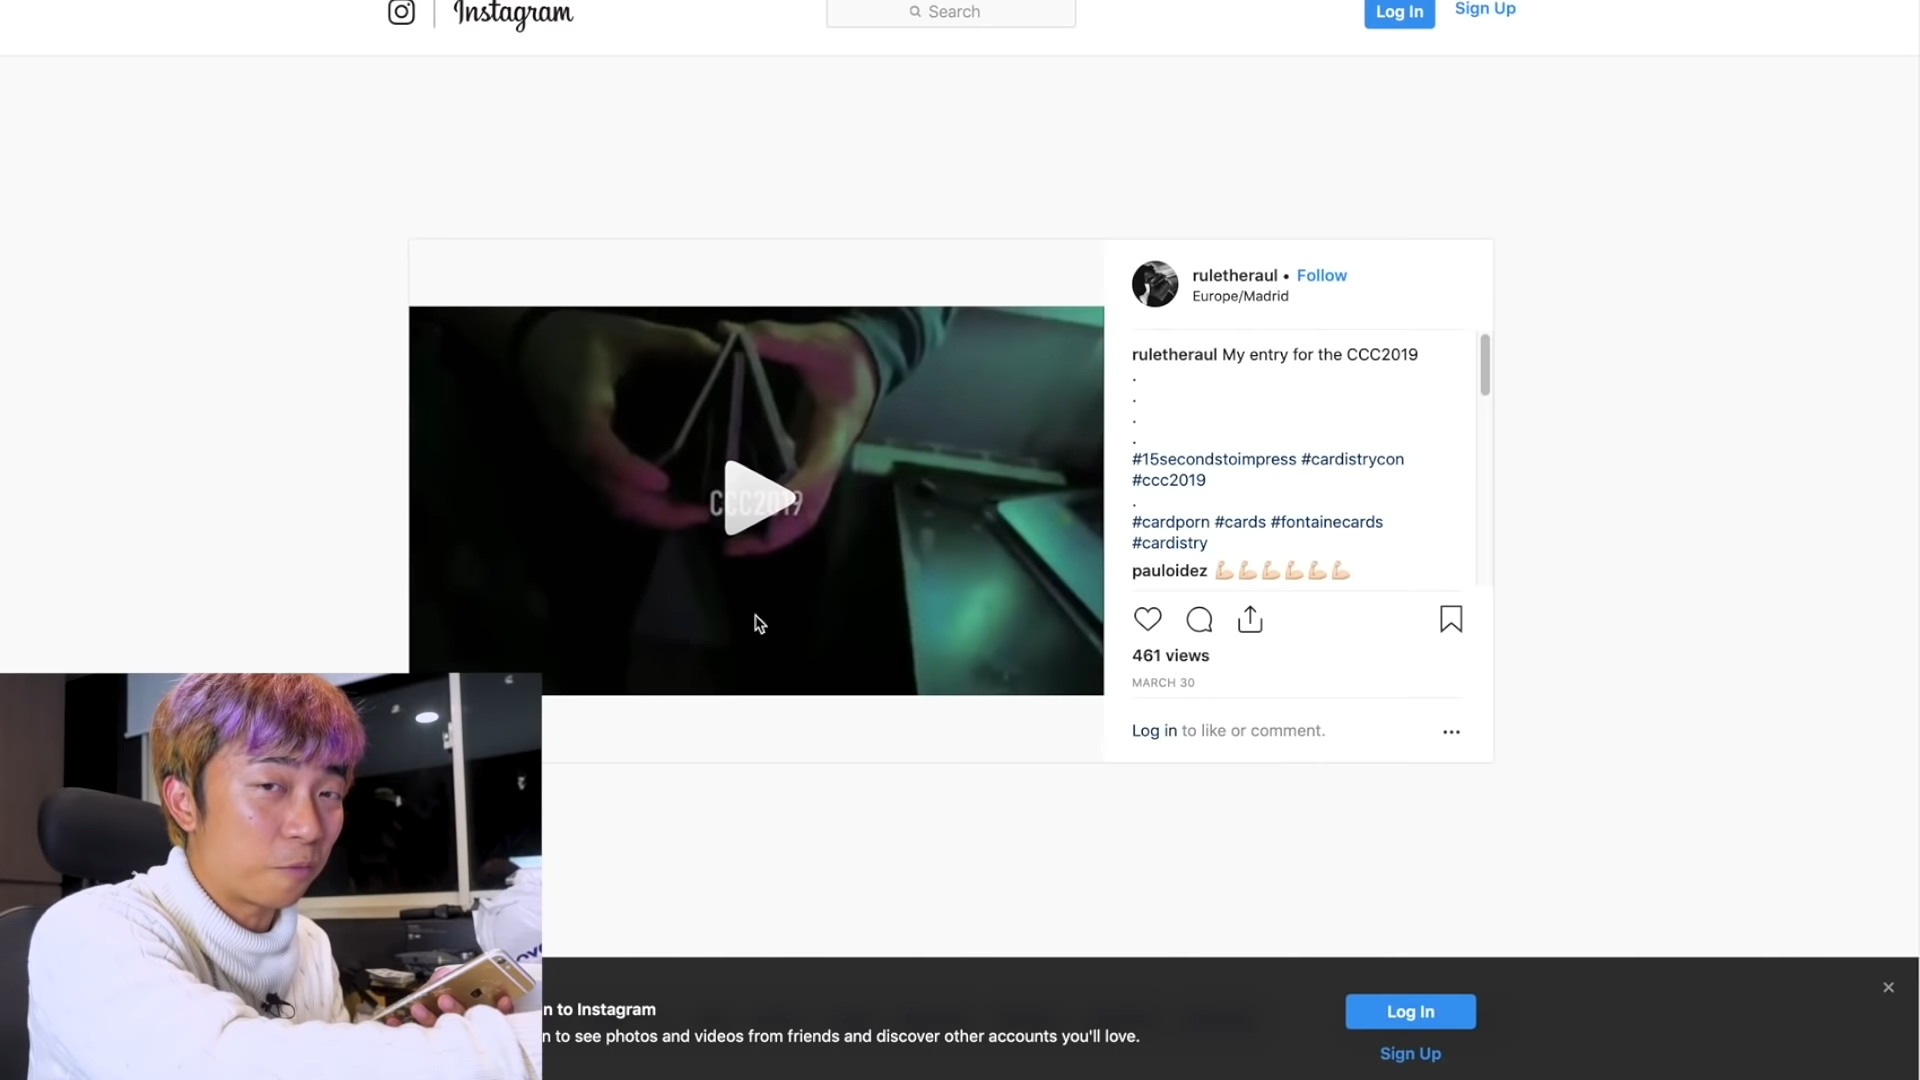 Instagram
Search
Log In
Sign Up
ruletheraul • Follow
Europe/Madrid
ruletheraul My entry for the CCC2019
.
.
.
.
#15secondstoimpress #cardistrycon
#ccc2019
.
#cardporn #cards #fontainecards
#cardistry
pauloidez 💪🏻💪🏻💪🏻💪🏻💪🏻💪🏻
CCC2019
461 views
MARCH 30
Log in to like or comment.
n to Instagram
n to see photos and videos from friends and discover other accounts you'll love.
Log In
Sign Up